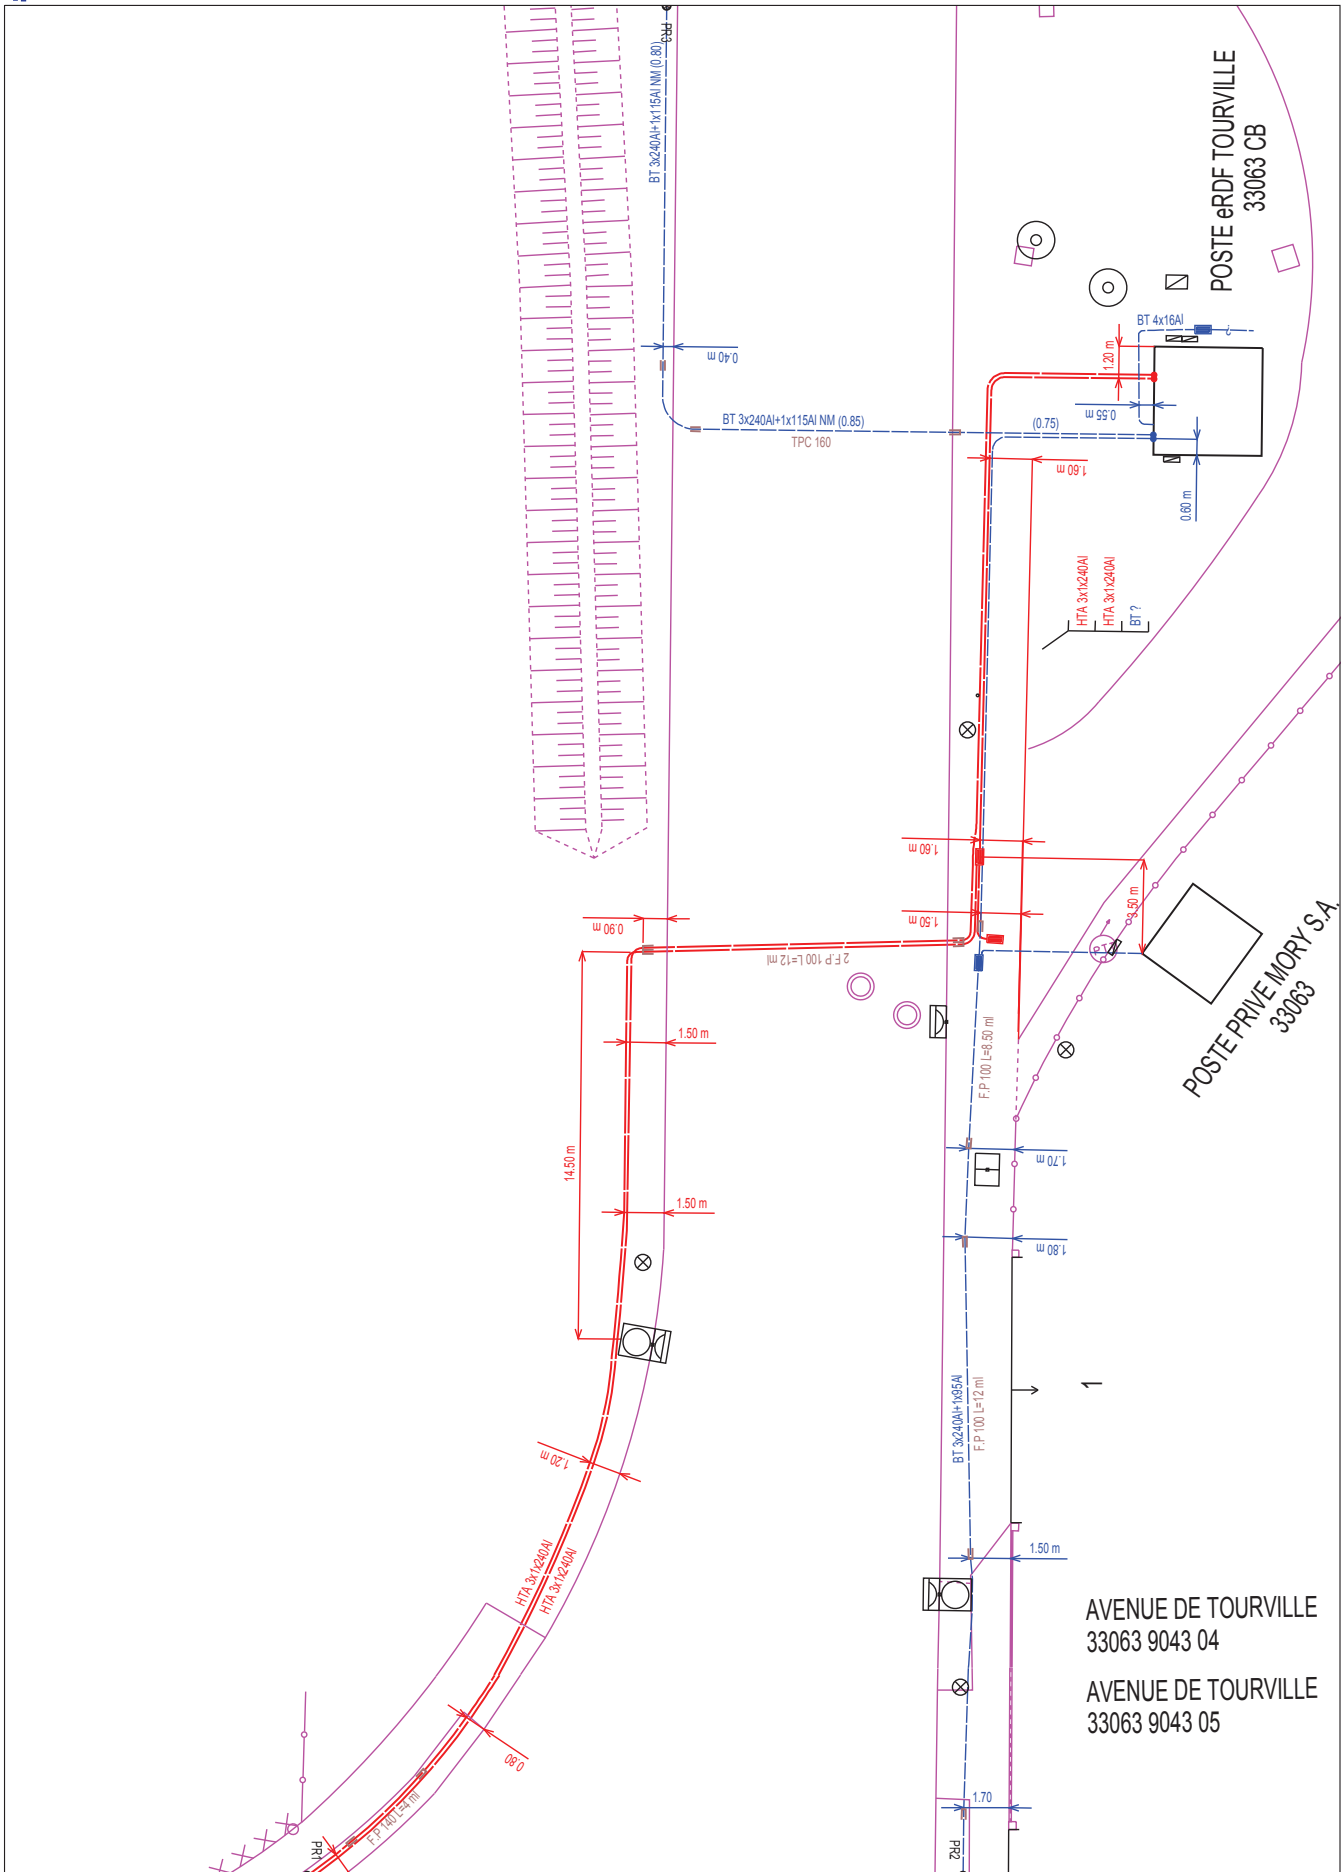 PR3
BT 3x240Al+1x115Al NM (0.80)
POSTE eRDF TOURVILLE
33063 CB
BT 4x16Al
?
1.20 m
0.40 m
0.55 m
BT 3x240Al+1x115Al NM (0.85)
(0.75)
TPC 160
1.60 m
0.60 m
HTA 3x1x240Al
HTA 3x1x240Al
BT ?
1.60 m
3.50 m
1.50 m
0.90 m
2 F.P 100 L=12 ml
POSTE PRIVE MORY S.A.
33063
1.50 m
F.P 100 L=8.50 ml
14.50 m
1.70 m
1.50 m
1.80 m
BT 3x240Al+1x95Al
F.P 100 L=12 ml
1
1.20 m
HTA 3x1x240Al
HTA 3x1x240Al
1.50 m
AVENUE DE TOURVILLE
33063 9043 04
AVENUE DE TOURVILLE
33063 9043 05
0.80
1.70
F.P 140 L=4 ml
PR1
PR2